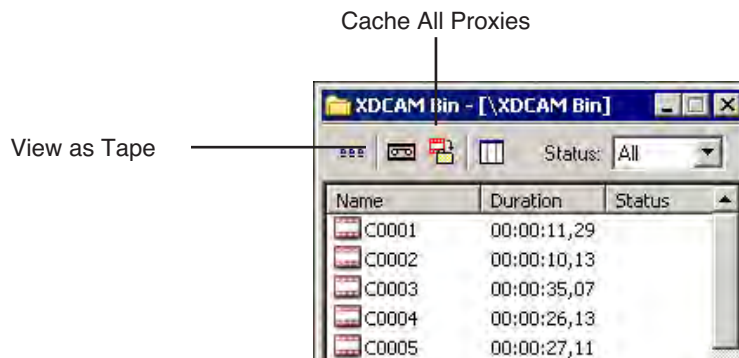 Cache All Proxies
XDCAM Bin - [\XDCAM Bin]
View as Tape
Status: All
Name Duration Status
C0001 00:00:11,29
C0002 00:00:10,13
C0003 00:00:35,07
C0004 00:00:26,13
C0005 00:00:27,11